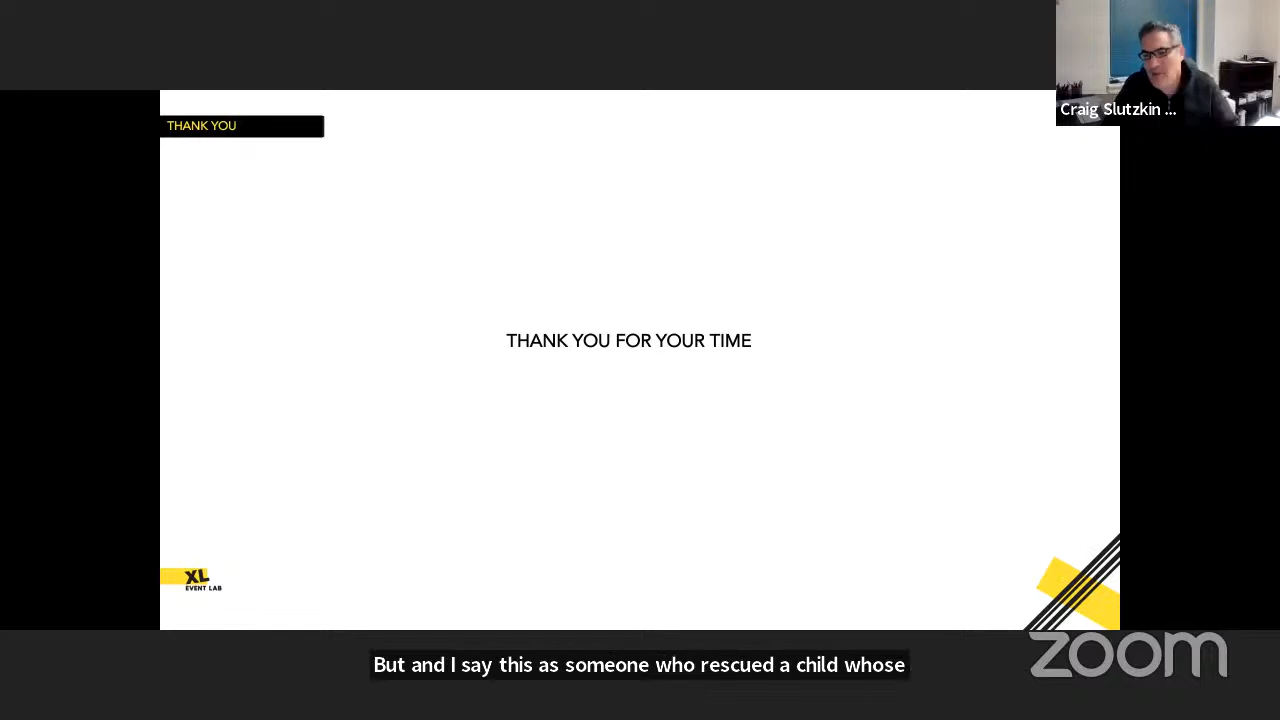 Craig Slutzkin ...
THANK YOU
THANK YOU FOR YOUR TIME
XL
EVENT LAB
But and I say this as someone who rescued a child whose
zoom